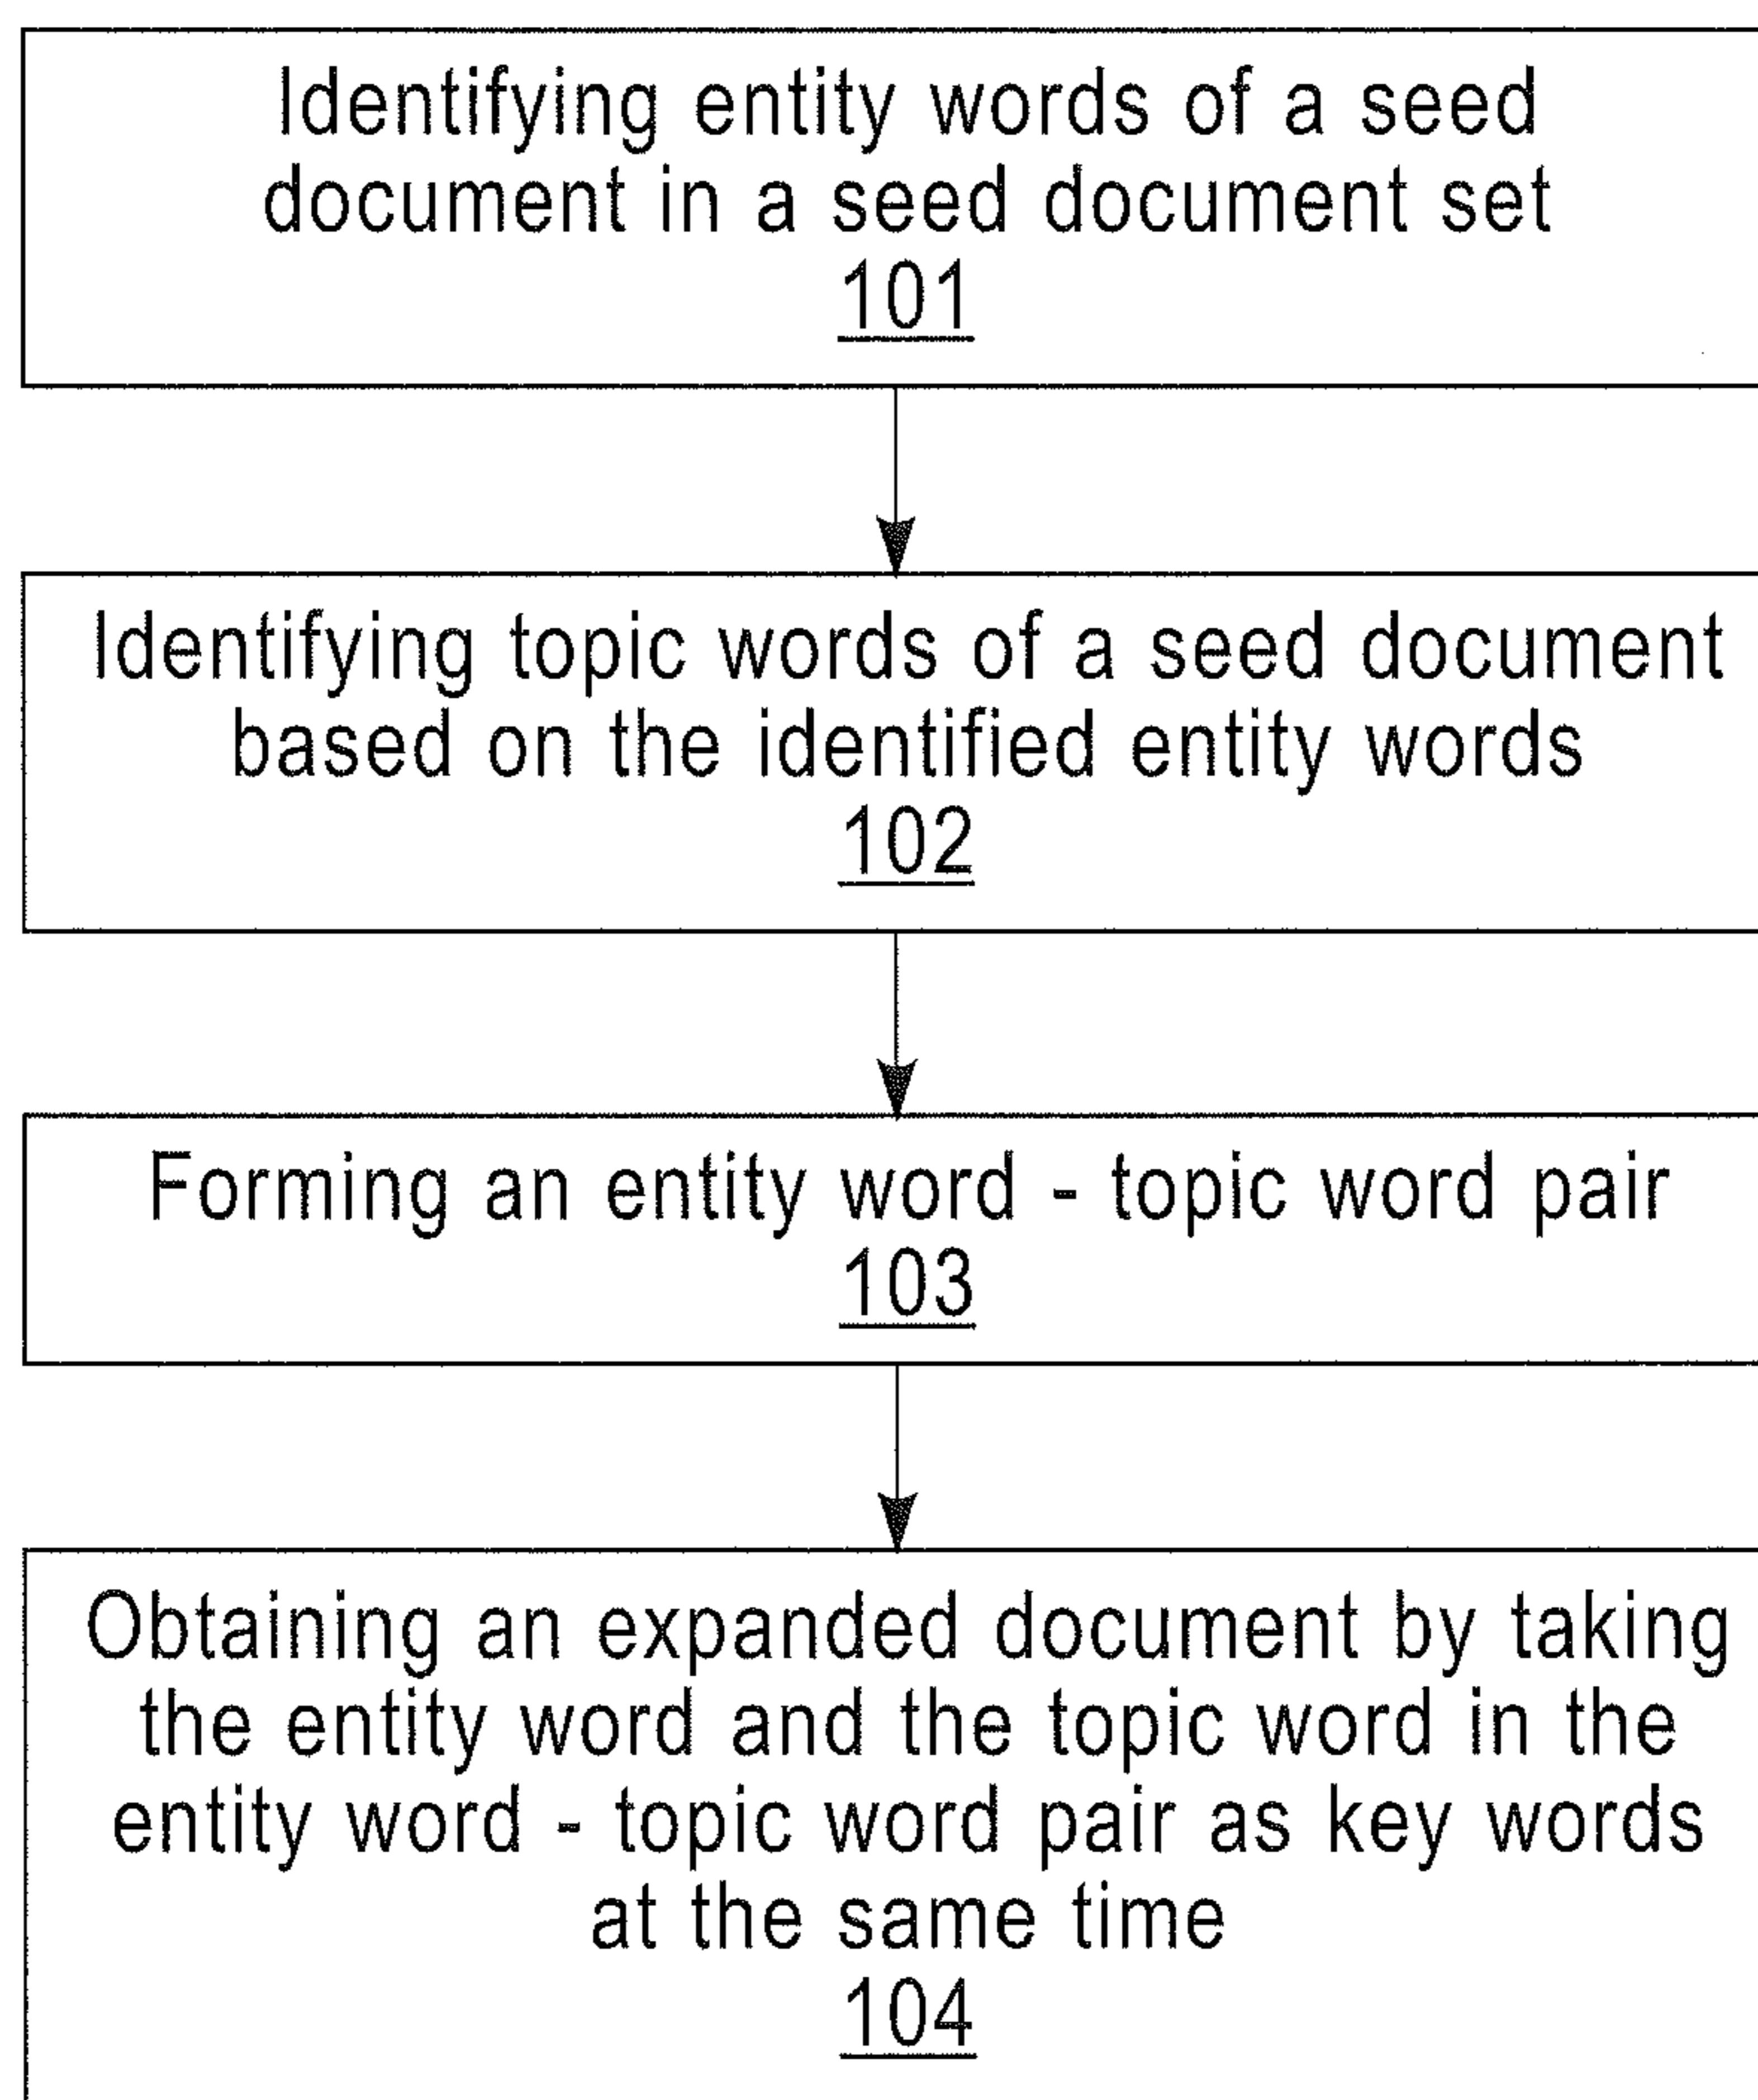 Identifying entity words of a seed
document in a seed document set
101
Identifying topic words of a seed document
based on the identified entity words
102
Forming an entity word - topic word pair
103
Obtaining an expanded document by taking
the entity word and the topic word in the
entity word - topic word pair as key words
at the same time
104